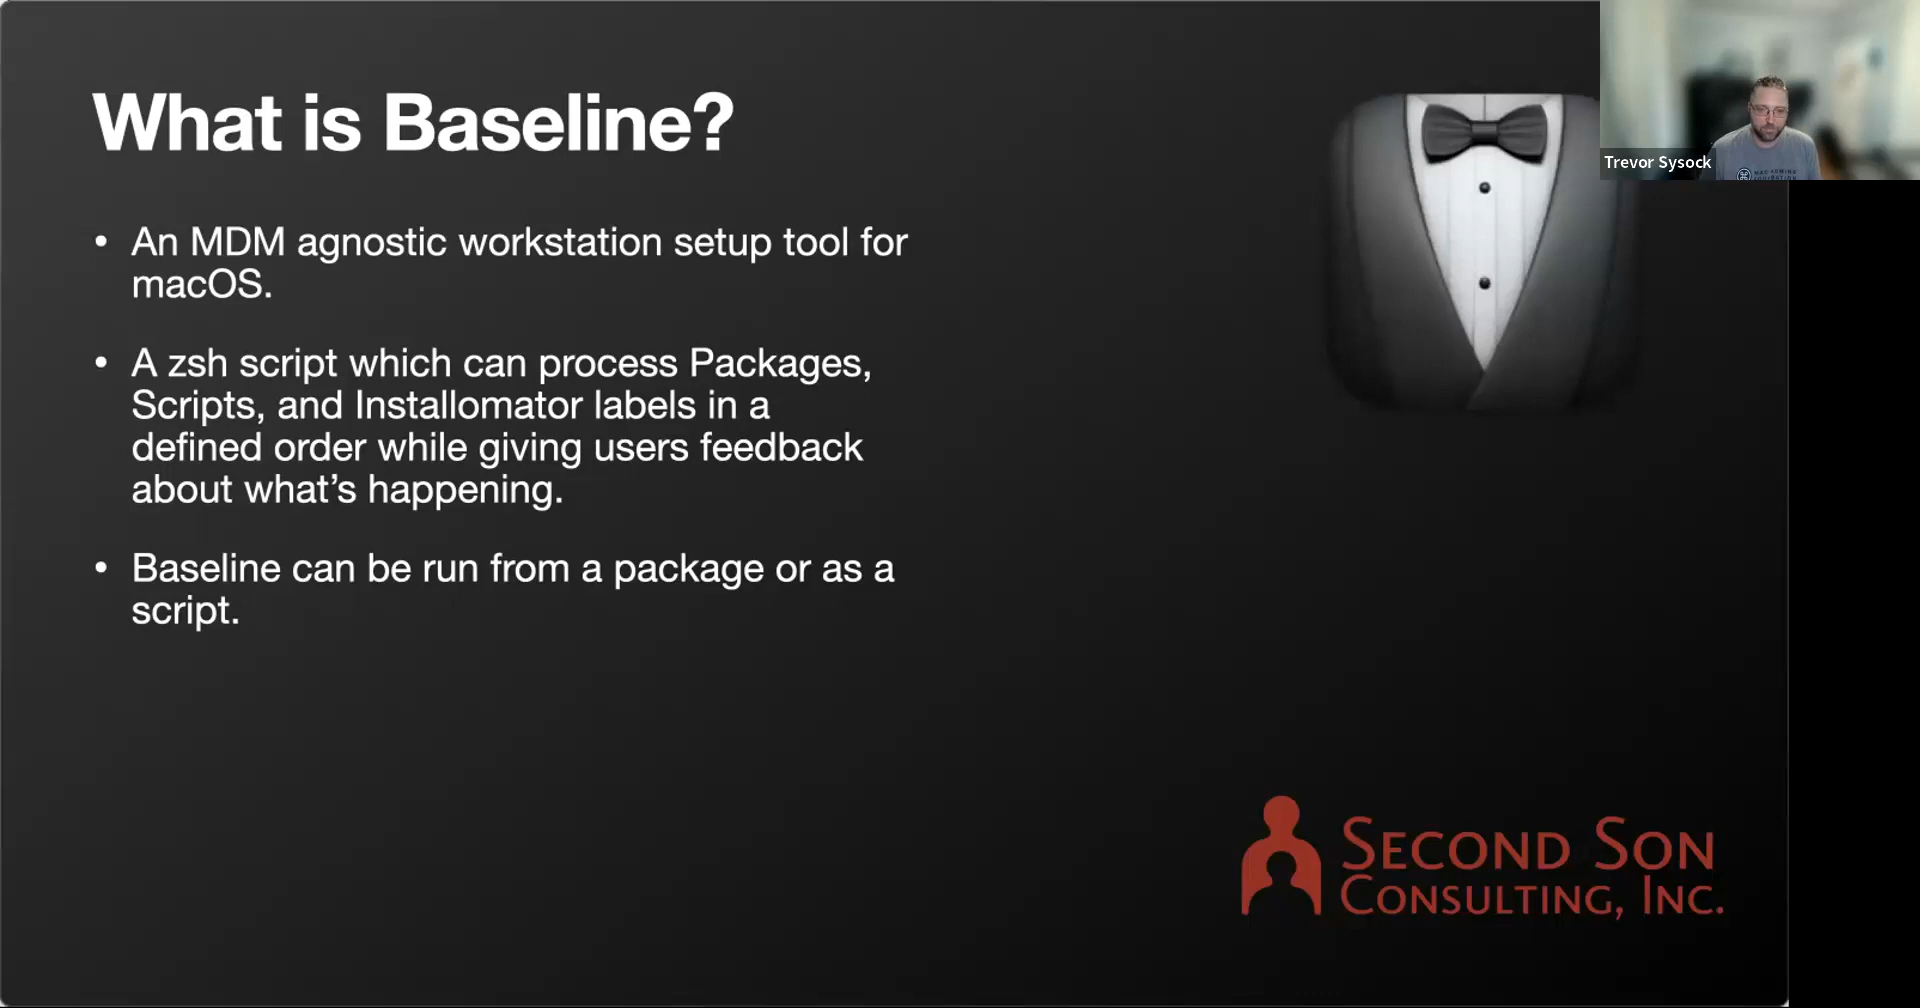 What is Baseline?
• An MDM agnostic workstation setup tool for
macOS.
• A zsh script which can process Packages,
Scripts, and Installomator labels in a
defined order while giving users feedback
about what’s happening.
• Baseline can be run from a package or as a
script.
Trevor Sysock
SECOND SON
CONSULTING, INC.